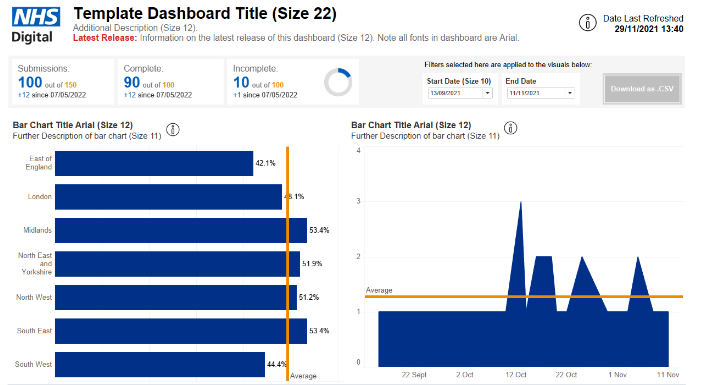 NHS
Digital
Template Dashboard Title (Size 22)
Additional Description (Size 12).
Latest Release: Information on the latest release of this dashboard (Size 12). Note all fonts in dashboard are Arial.
i
Date Last Refreshed
29/11/2021 13:40
Submissions:
100 out of 150
+12 since 07/05/2022
Complete:
90 out of 100
+12 since 07/05/2022
Incomplete:
10 out of 100
+1 since 07/05/2022
Filters selected here are applied to the visuals below:
Start Date (Size 10)
13/09/2021
End Date
11/11/2021
Download as .CSV
Bar Chart Title Arial (Size 12)
Further Description of bar chart (Size 11)
i
East of
England
42.1%
London
48.1%
Midlands
53.4%
North East
and
Yorkshire
51.9%
North West
51.2%
South East
53.4%
South West
44.4%
Average
Bar Chart Title Arial (Size 12)
Further Description of bar chart (Size 11)
i
4
3
2
Average
1
0
22 Sept
2 Oct
12 Oct
22 Oct
1 Nov
11 Nov